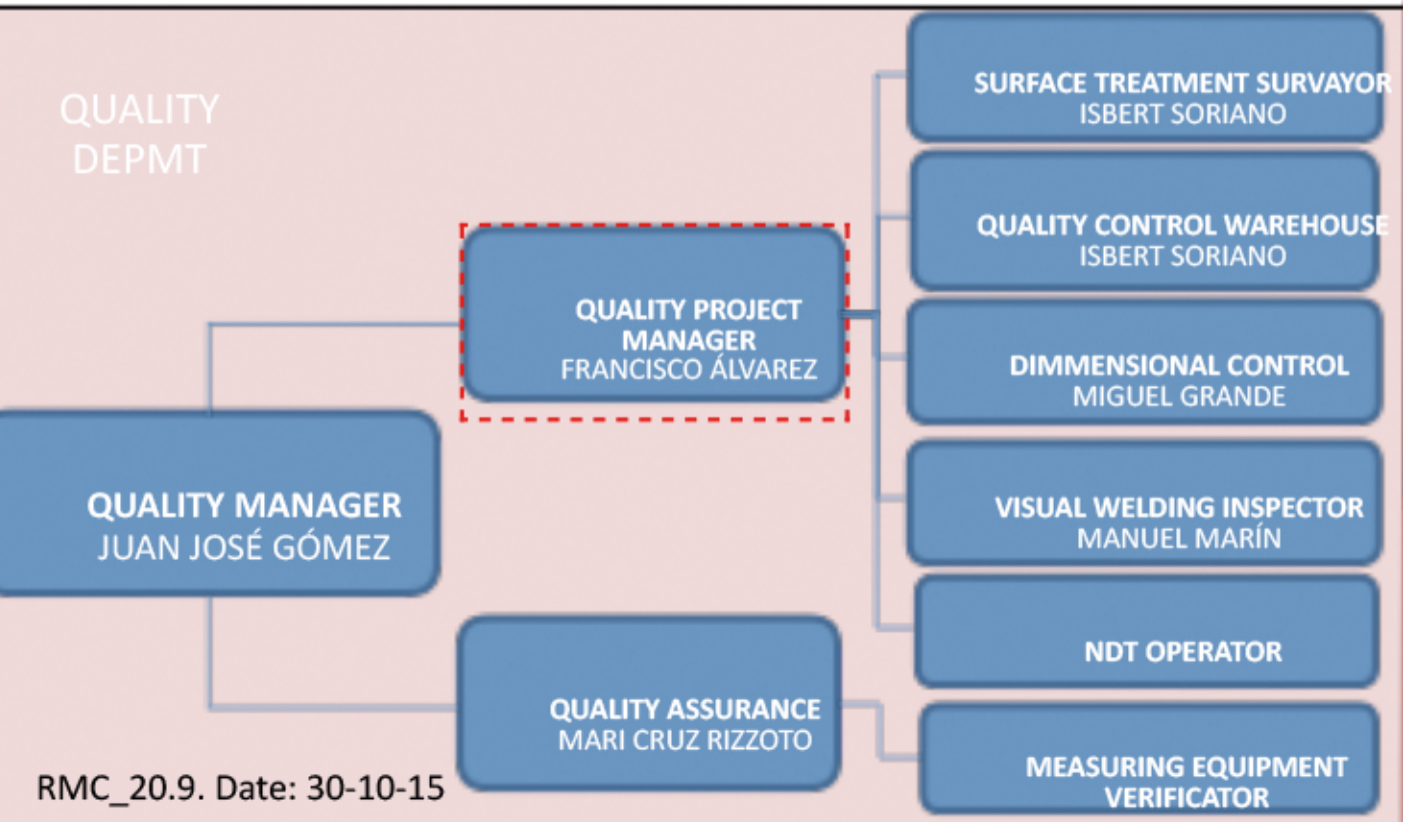 QUALITY
DEPMT
QUALITY MANAGER
JUAN JOSÉ GÓMEZ
QUALITY PROJECT
MANAGER
FRANCISCO ÁLVAREZ
SURFACE TREATMENT SURVAYOR
ISBERT SORIANO
QUALITY CONTROL WAREHOUSE
ISBERT SORIANO
DIMMENSIONAL CONTROL
MIGUEL GRANDE
VISUAL WELDING INSPECTOR
MANUEL MARÍN
NDT OPERATOR
QUALITY ASSURANCE
MARI CRUZ RIZZOTO
MEASURING EQUIPMENT
VERIFICATOR
RMC_20.9. Date: 30-10-15